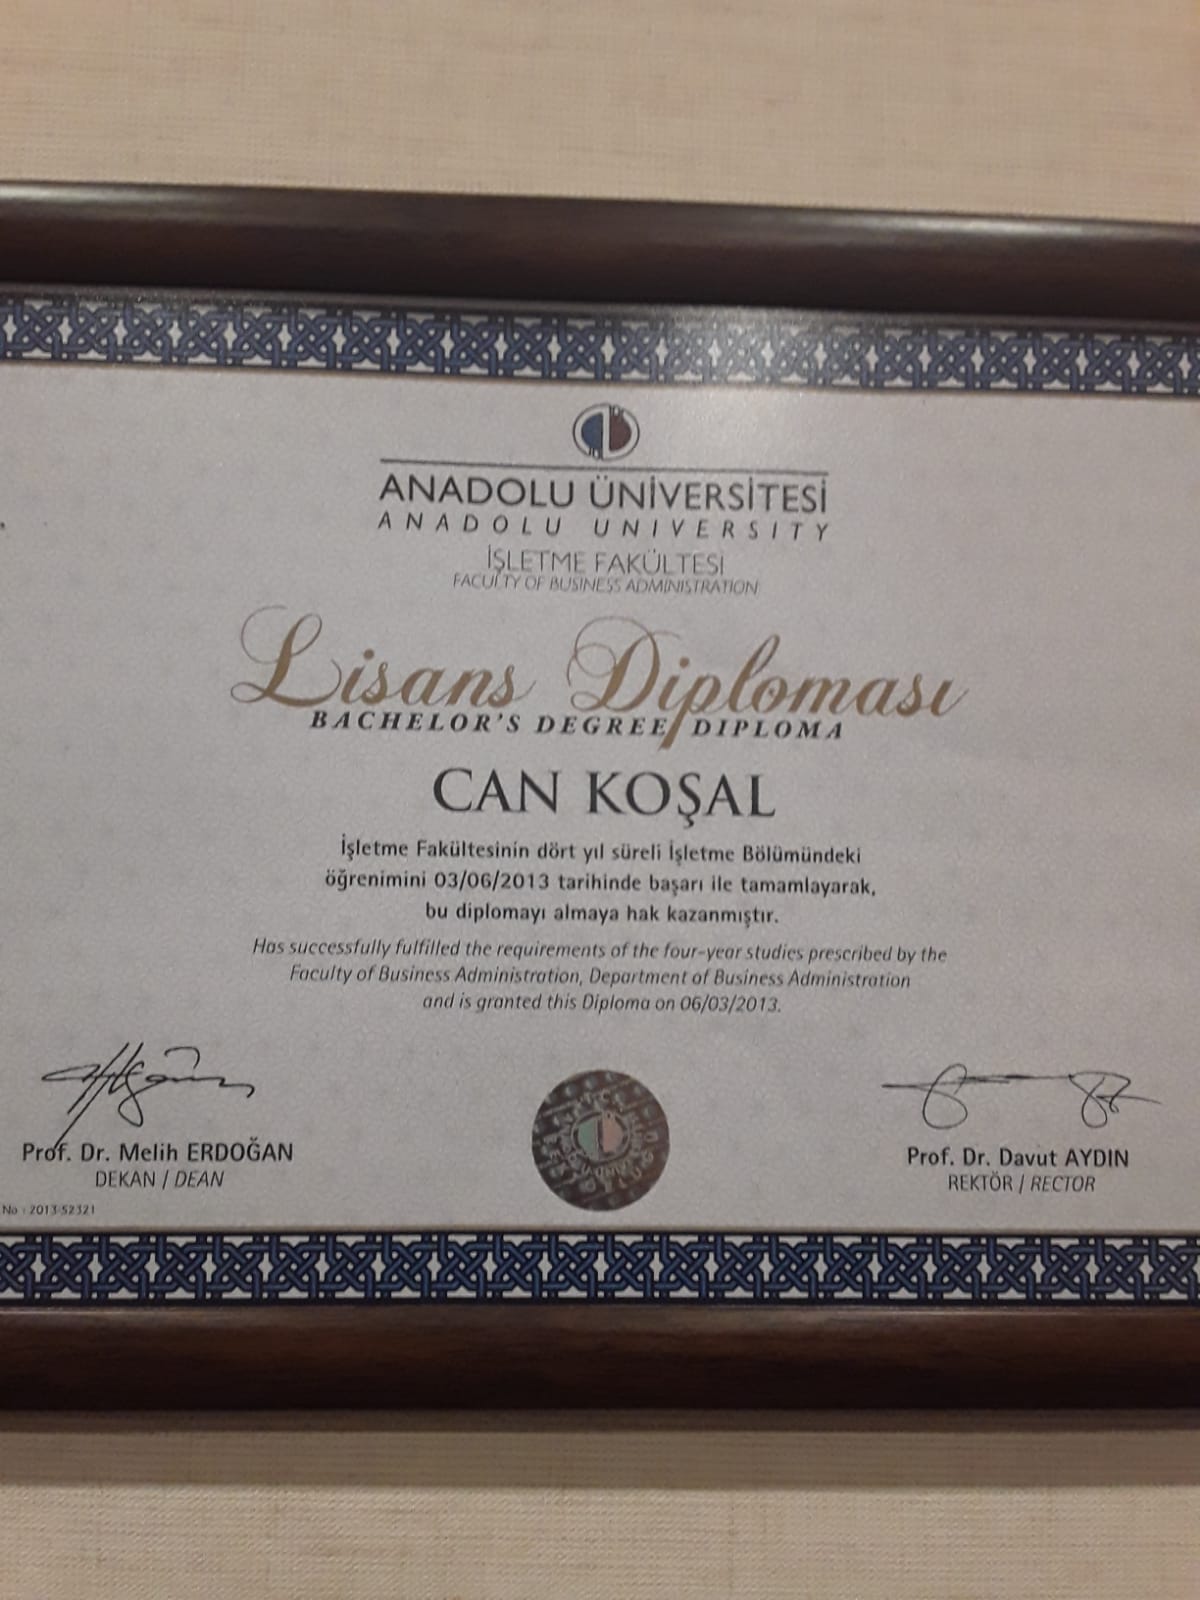 ANADOLU ÜNİVERSİTESİ
ANADOLU UNIVERSITY
İŞLETME FAKÜLTESİ
FACULTY OF BUSINESS ADMINISTRATION
Lisans Diploması
BACHELOR'S DEGREE DIPLOMA
CAN KOŞAL
İşletme Fakültesinin dört yıl süreli İşletme Bölümündeki
öğrenimini 03/06/2013 tarihinde başarı ile tamamlayarak,
bu diplomayı almaya hak kazanmıştır.
Has successfully fulfilled the requirements of the four-year studies prescribed by the
Faculty of Business Administration, Department of Business Administration
and is granted this Diploma on 06/03/2013.
Prof. Dr. Melih ERDOĞAN
DEKAN / DEAN
Prof. Dr. Davut AYDIN
REKTÖR / RECTOR
No : 2013-52321